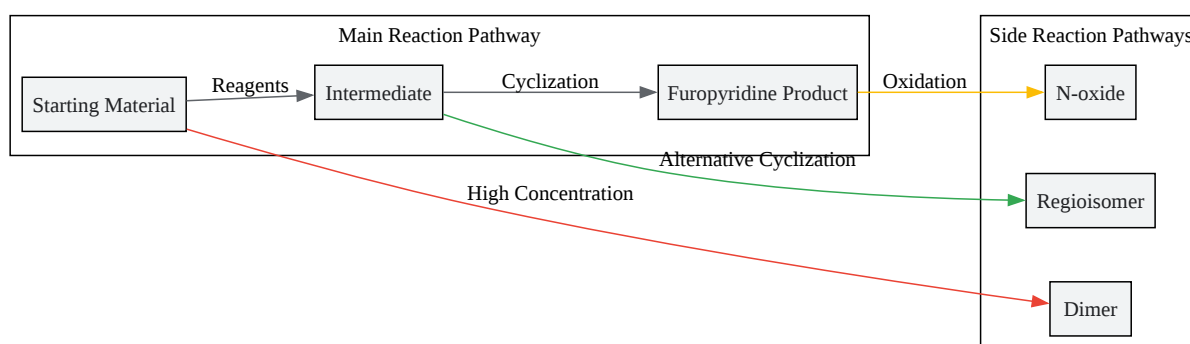 Main Reaction Pathway
Side Reaction Pathways
Starting Material
Reagents
Intermediate
Cyclization
Furopyridine Product
Oxidation
N-oxide
Alternative Cyclization
Regioisomer
High Concentration
Dimer